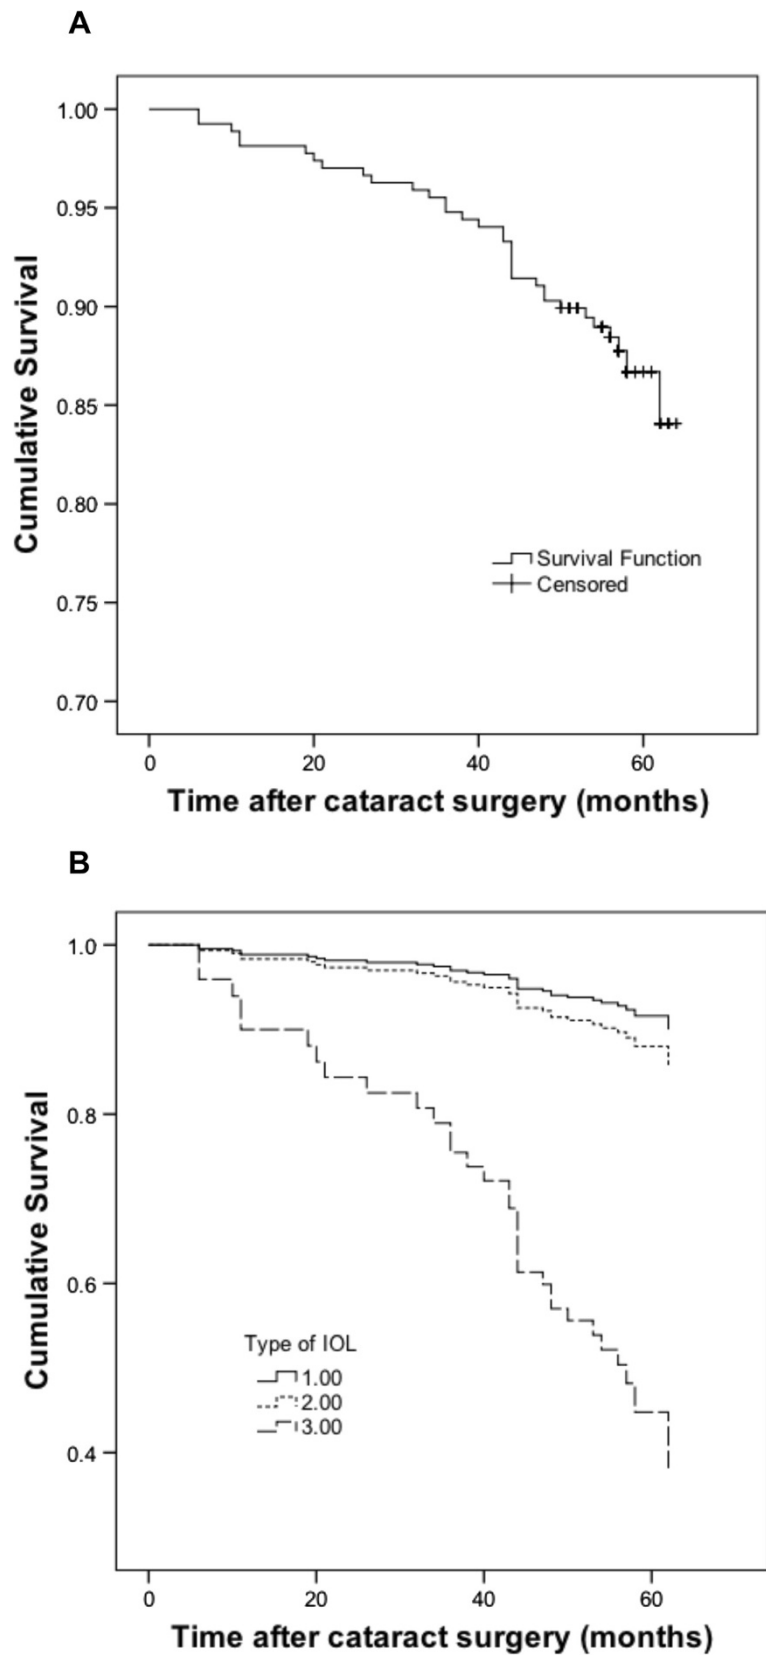 A
1.00
0.95
0.90
0.85
0.80
0.75
0.70
Cumulative Survival
Survival Function
Censored
0 20 40 60
Time after cataract surgery (months)
B
1.0
0.8
0.6
0.4
Cumulative Survival
Type of IOL
1.00
2.00
3.00
0 20 40 60
Time after cataract surgery (months)